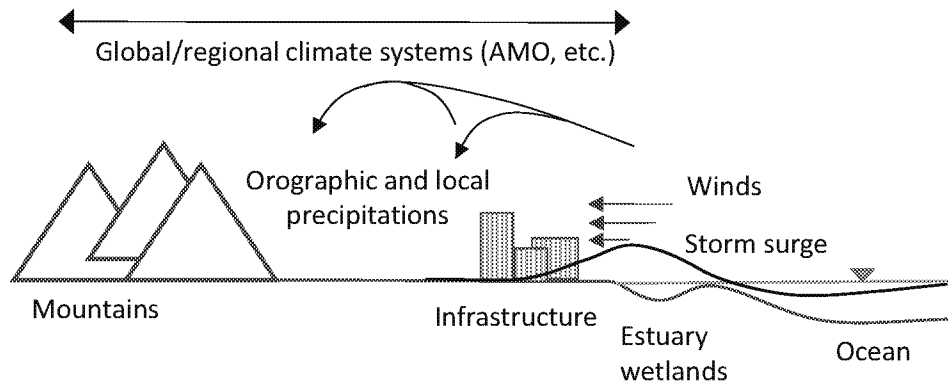 Global/regional climate systems (AMO, etc.)
Orographic and local
precipitations
Winds
Storm surge
Mountains
Infrastructure
Estuary
wetlands
Ocean